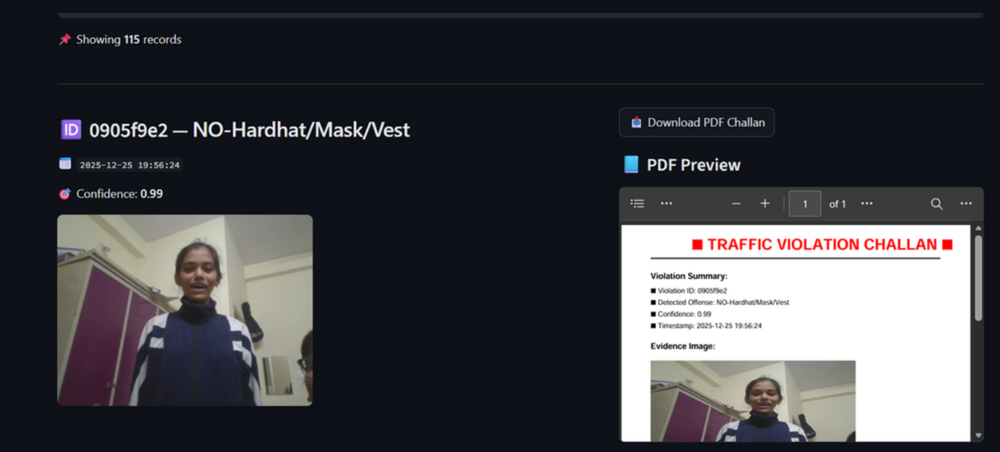 📌 Showing 115 records
🆔 0905f9e2 — NO-Hardhat/Mask/Vest
2025-12-25 19:56:24
🎯 Confidence: 0.99
Download PDF Challan
PDF Preview
1 of 1
■ TRAFFIC VIOLATION CHALLAN ■
Violation Summary:
■ Violation ID: 0905f9e2
■ Detected Offense: NO-Hardhat/Mask/Vest
■ Confidence: 0.99
■ Timestamp: 2025-12-25 19:56:24
Evidence Image: